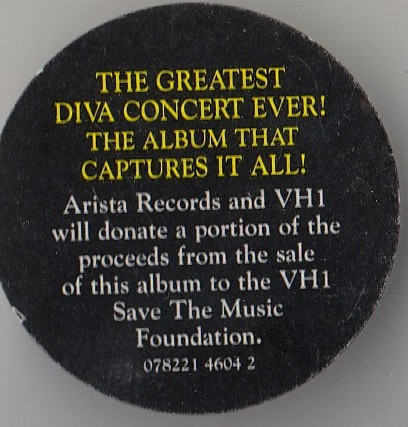 THE GREATEST
DIVA CONCERT EVER!
THE ALBUM THAT
CAPTURES IT ALL!
Arista Records and VH1
will donate a portion of the
proceeds from the sale
of this album to the VH1
Save The Music
Foundation.
078221 4604 2